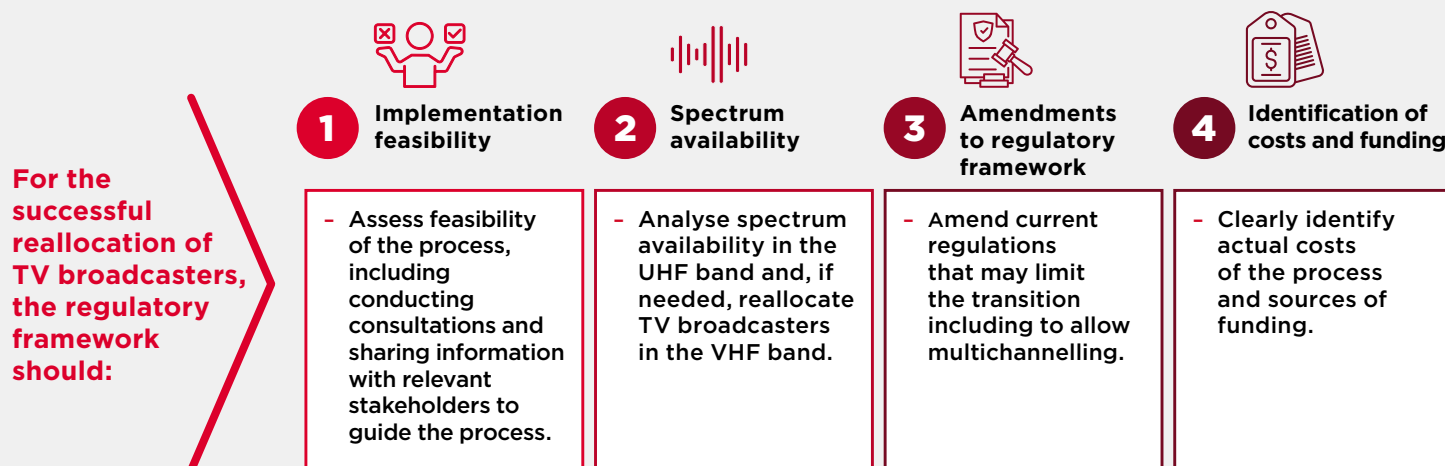 For the
successful
reallocation of
TV broadcasters,
the regulatory
framework
should:
1
Implementation
feasibility
- Assess feasibility
of the process,
including
conducting
consultations and
sharing information
with relevant
stakeholders to
guide the process.
2
Spectrum
availability
- Analyse spectrum
availability in the
UHF band and, if
needed, reallocate
TV broadcasters
in the VHF band.
3
Amendments
to regulatory
framework
- Amend current
regulations
that may limit
the transition
including to allow
multichannelling.
4
Identification of
costs and funding
$
- Clearly identify
actual costs
of the process
and sources of
funding.